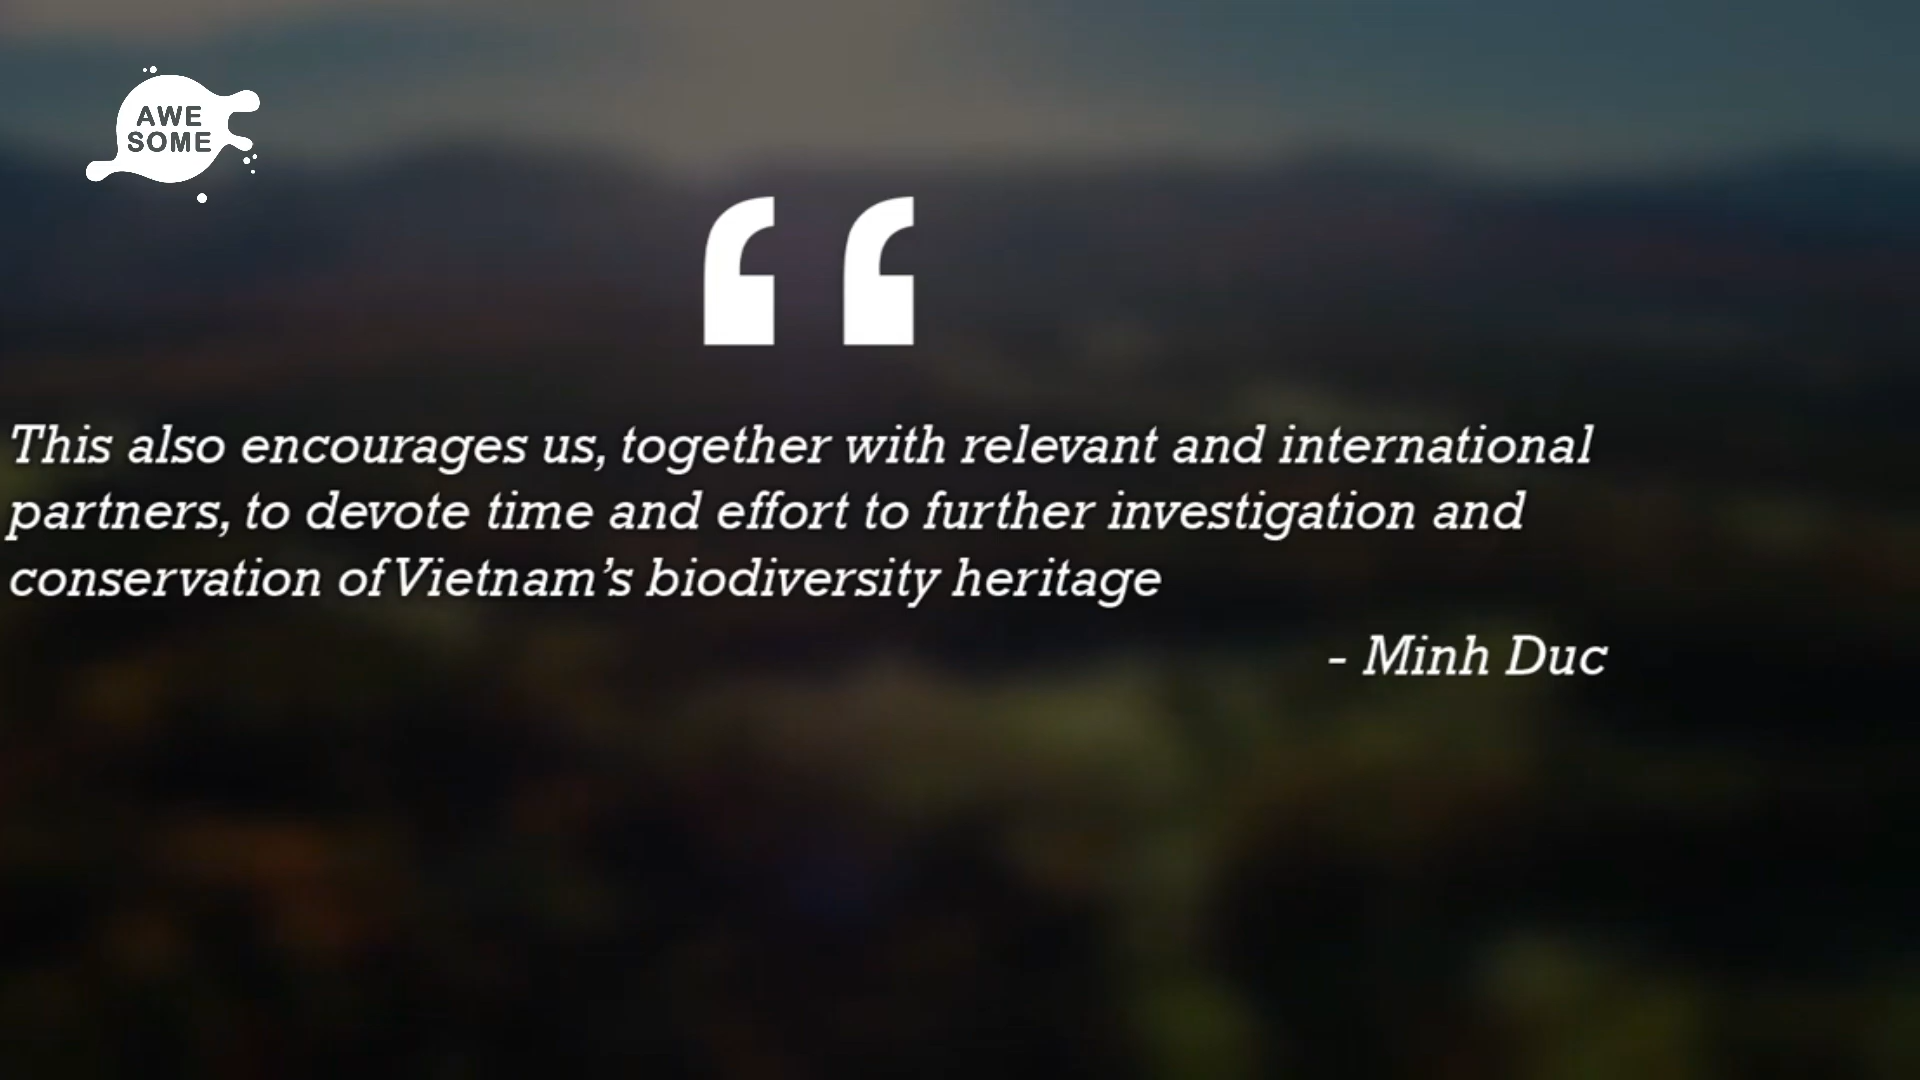 AWE
SOME
“
This also encourages us, together with relevant and international
partners, to devote time and effort to further investigation and
conservation of Vietnam’s biodiversity heritage
- Minh Duc